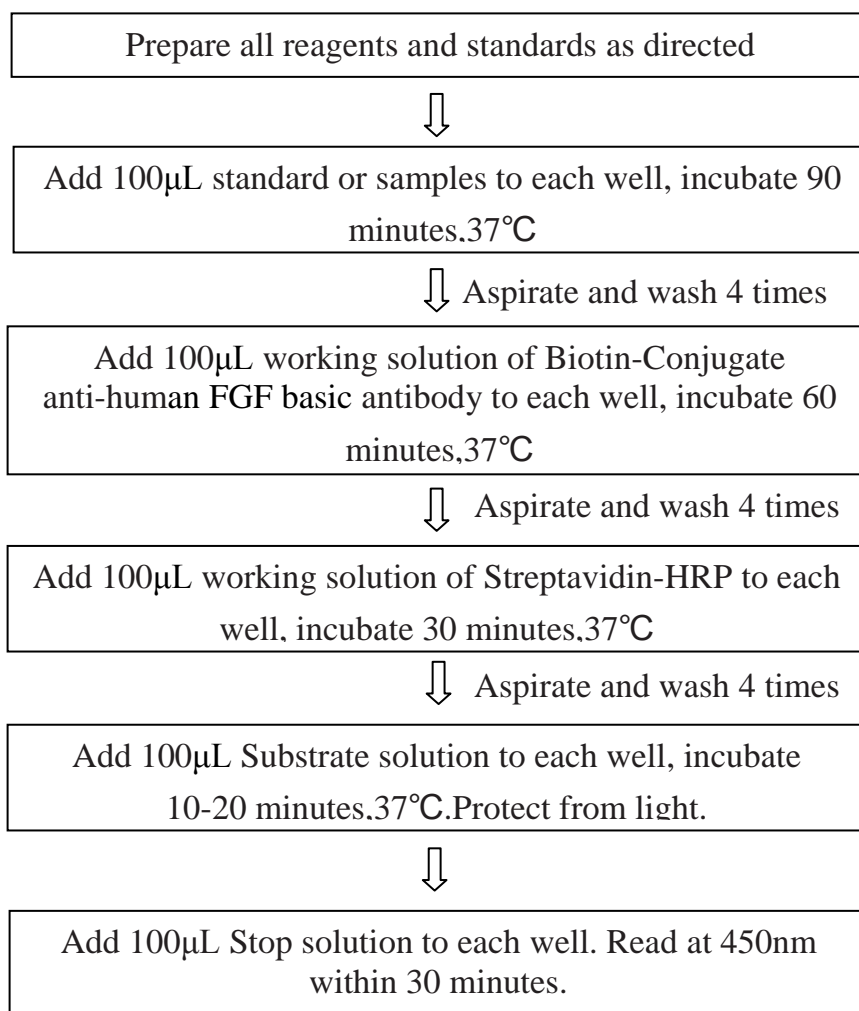 Prepare all reagents and standards as directed
Add 100μL standard or samples to each well, incubate 90
minutes,37℃
Aspirate and wash 4 times
Add 100μL working solution of Biotin-Conjugate
anti-human FGF basic antibody to each well, incubate 60
minutes,37℃
Aspirate and wash 4 times
Add 100μL working solution of Streptavidin-HRP to each
well, incubate 30 minutes,37℃
Aspirate and wash 4 times
Add 100μL Substrate solution to each well, incubate
10-20 minutes,37℃.Protect from light.
Add 100μL Stop solution to each well. Read at 450nm
within 30 minutes.